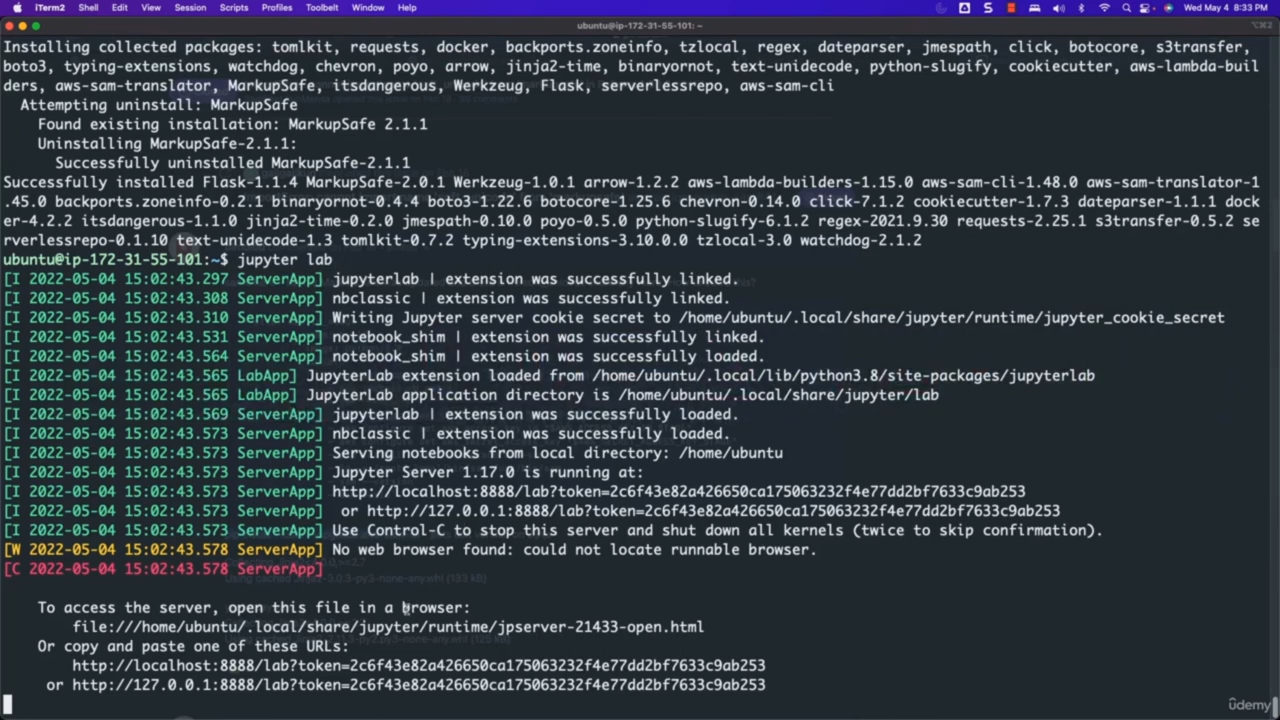 iTerm2 Shell Edit View Session Scripts Profiles Toolbelt Window Help Wed May 4 8:33 PM
ubuntu@ip-172-31-55-101: ~
Installing collected packages: tomlkit, requests, docker, backports.zoneinfo, tzlocal, regex, dateparser, jmespath, click, botocore, s3transfer,
boto3, typing-extensions, watchdog, chevron, poyo, arrow, jinja2-time, binaryornot, text-unidecode, python-slugify, cookiecutter, aws-lambda-buil
ders, aws-sam-translator, MarkupSafe, itsdangerous, Werkzeug, Flask, serverlessrepo, aws-sam-cli
Attempting uninstall: MarkupSafe
Found existing installation: MarkupSafe 2.1.1
Uninstalling MarkupSafe-2.1.1:
Successfully uninstalled MarkupSafe-2.1.1
Successfully installed Flask-1.1.4 MarkupSafe-2.0.1 Werkzeug-1.0.1 arrow-1.2.2 aws-lambda-builders-1.15.0 aws-sam-cli-1.48.0 aws-sam-translator-1
.45.0 backports.zoneinfo-0.2.1 binaryornot-0.4.4 boto3-1.22.6 botocore-1.25.6 chevron-0.14.0 click-7.1.2 cookiecutter-1.7.3 dateparser-1.1.1 dock
er-4.2.2 itsdangerous-1.1.0 jinja2-time-0.2.0 jmespath-0.10.0 poyo-0.5.0 python-slugify-6.1.2 regex-2021.9.30 requests-2.25.1 s3transfer-0.5.2 se
rverlessrepo-0.1.10 text-unidecode-1.3 tomlkit-0.7.2 typing-extensions-3.10.0.0 tzlocal-3.0 watchdog-2.1.2
ubuntu@ip-172-31-55-101:~$ jupyter lab
[I 2022-05-04 15:02:43.297 ServerApp] jupyterlab | extension was successfully linked.
[I 2022-05-04 15:02:43.308 ServerApp] nbclassic | extension was successfully linked.
[I 2022-05-04 15:02:43.310 ServerApp] Writing Jupyter server cookie secret to /home/ubuntu/.local/share/jupyter/runtime/jupyter_cookie_secret
[I 2022-05-04 15:02:43.531 ServerApp] notebook_shim | extension was successfully linked.
[I 2022-05-04 15:02:43.564 ServerApp] notebook_shim | extension was successfully loaded.
[I 2022-05-04 15:02:43.565 LabApp] JupyterLab extension loaded from /home/ubuntu/.local/lib/python3.8/site-packages/jupyterlab
[I 2022-05-04 15:02:43.565 LabApp] JupyterLab application directory is /home/ubuntu/.local/share/jupyter/lab
[I 2022-05-04 15:02:43.569 ServerApp] jupyterlab | extension was successfully loaded.
[I 2022-05-04 15:02:43.573 ServerApp] nbclassic | extension was successfully loaded.
[I 2022-05-04 15:02:43.573 ServerApp] Serving notebooks from local directory: /home/ubuntu
[I 2022-05-04 15:02:43.573 ServerApp] Jupyter Server 1.17.0 is running at:
[I 2022-05-04 15:02:43.573 ServerApp] http://localhost:8888/lab?token=2c6f43e82a426650ca175063232f4e77dd2bf7633c9ab253
[I 2022-05-04 15:02:43.573 ServerApp] or http://127.0.0.1:8888/lab?token=2c6f43e82a426650ca175063232f4e77dd2bf7633c9ab253
[I 2022-05-04 15:02:43.573 ServerApp] Use Control-C to stop this server and shut down all kernels (twice to skip confirmation).
[W 2022-05-04 15:02:43.578 ServerApp] No web browser found: could not locate runnable browser.
[C 2022-05-04 15:02:43.578 ServerApp]
To access the server, open this file in a browser:
file:///home/ubuntu/.local/share/jupyter/runtime/jpserver-21433-open.html
Or copy and paste one of these URLs:
http://localhost:8888/lab?token=2c6f43e82a426650ca175063232f4e77dd2bf7633c9ab253
or http://127.0.0.1:8888/lab?token=2c6f43e82a426650ca175063232f4e77dd2bf7633c9ab253
ûdemy